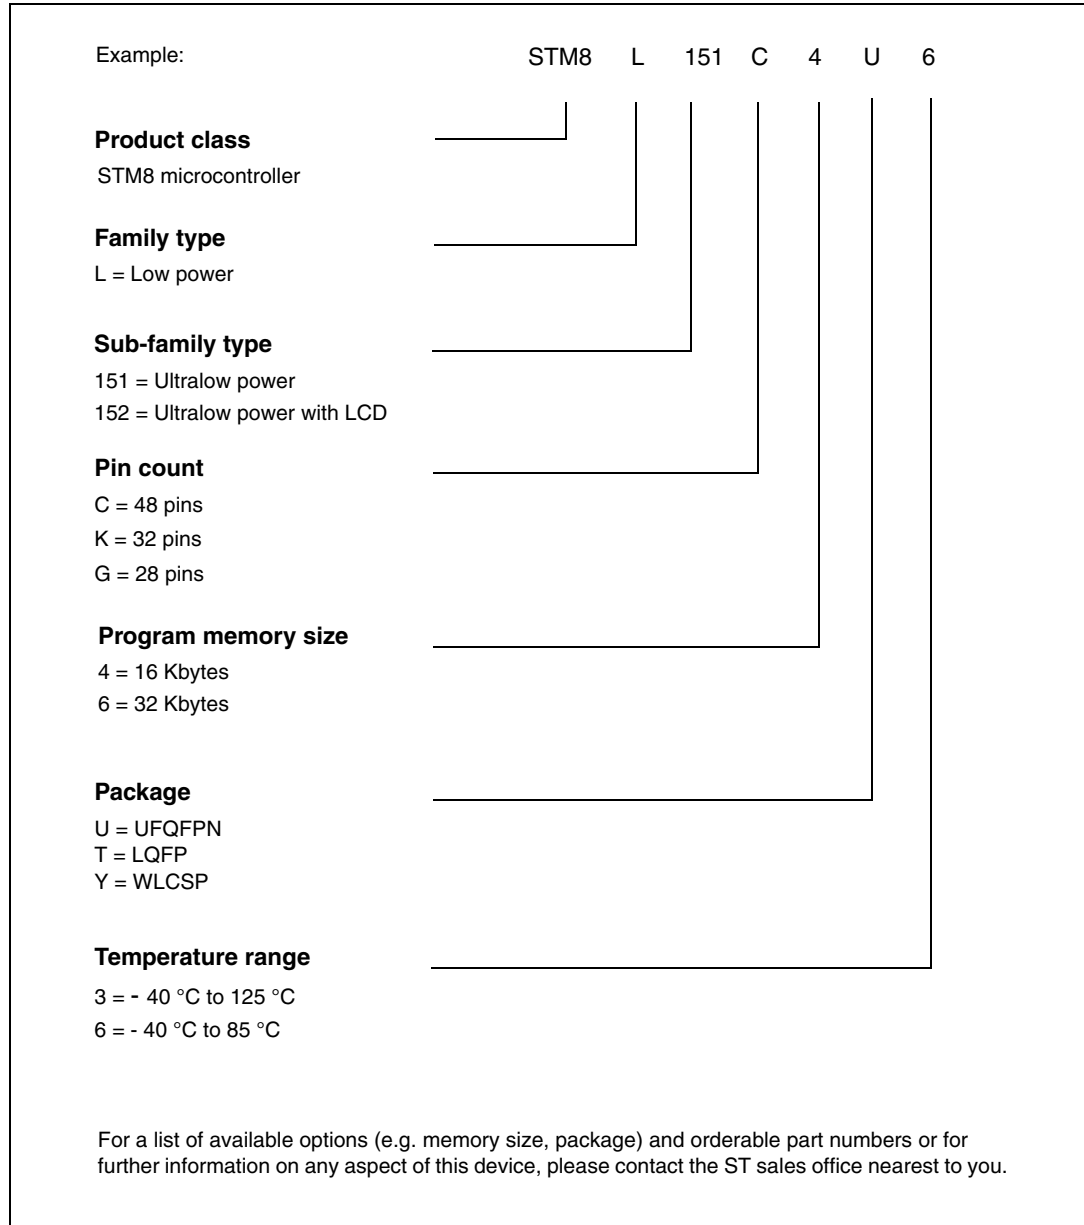 Example: STM8 L 151 C 4 U 6
Product class
STM8 microcontroller
Family type
L = Low power
Sub-family type
151 = Ultralow power
152 = Ultralow power with LCD
Pin count
C = 48 pins
K = 32 pins
G = 28 pins
Program memory size
4 = 16 Kbytes
6 = 32 Kbytes
Package
U = UFQFPN
T = LQFP
Y = WLCSP
Temperature range
3 = - 40 °C to 125 °C
6 = - 40 °C to 85 °C
For a list of available options (e.g. memory size, package) and orderable part numbers or for
further information on any aspect of this device, please contact the ST sales office nearest to you.